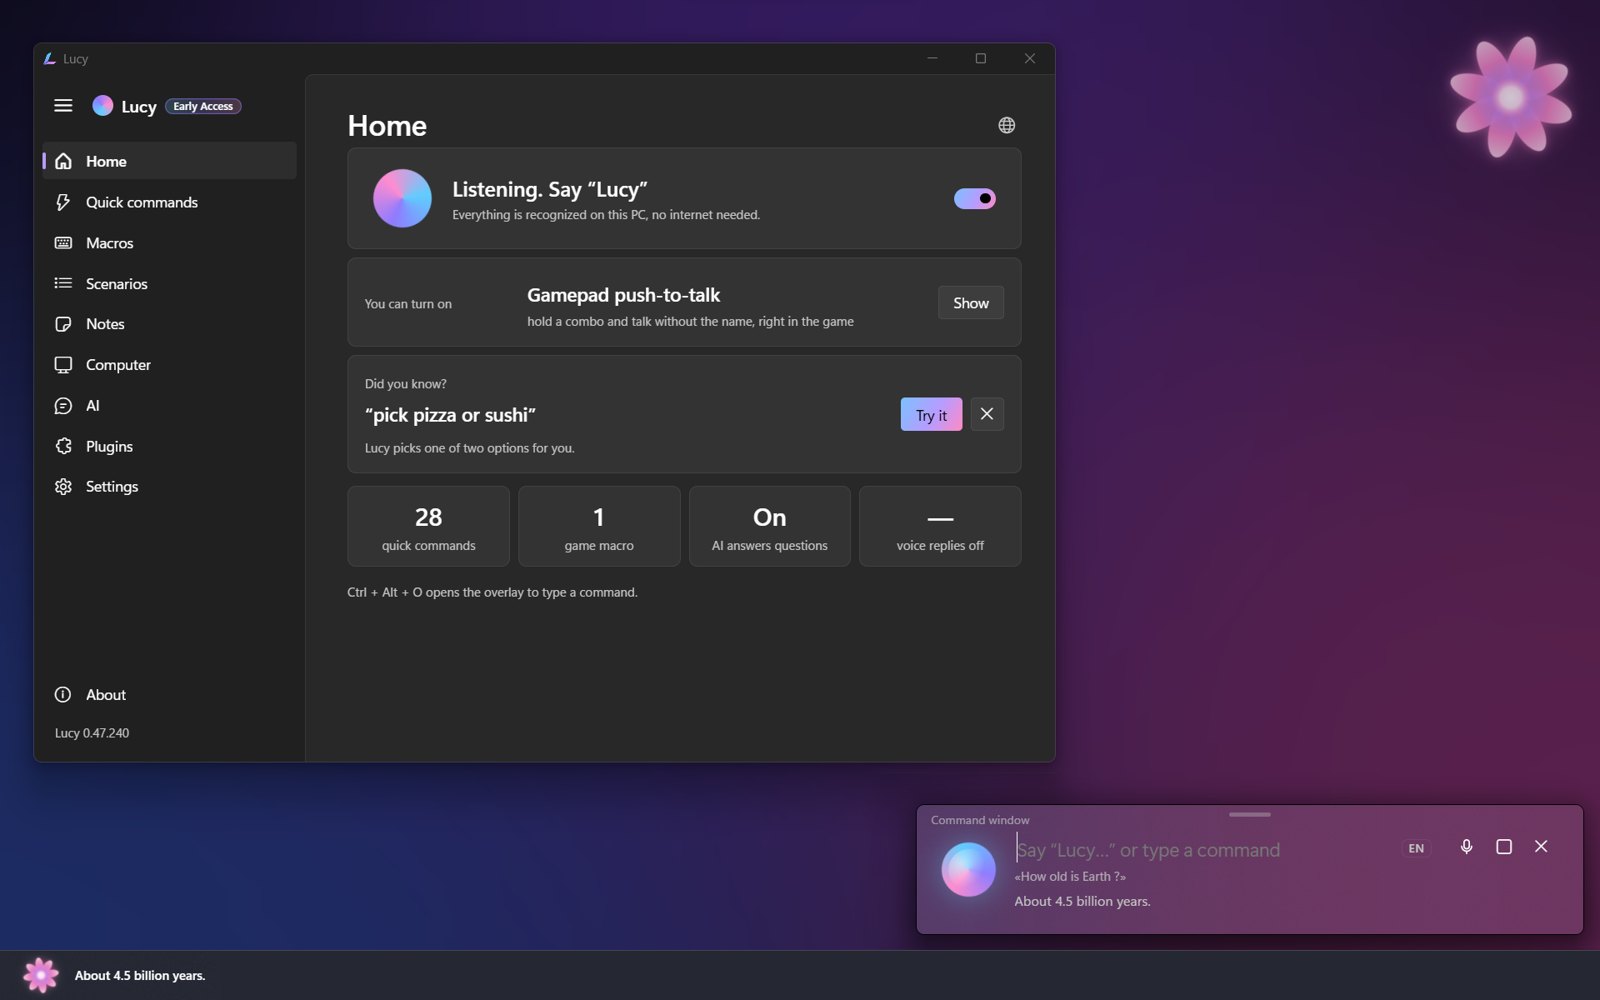 Lucy
Lucy Early Access
Home
Quick commands
Macros
Scenarios
Notes
Computer
AI
Plugins
Settings
About
Lucy 0.47.240
Home
Listening. Say “Lucy”
Everything is recognized on this PC, no internet needed.
You can turn on
Gamepad push-to-talk
hold a combo and talk without the name, right in the game
Show
Did you know?
“pick pizza or sushi”
Lucy picks one of two options for you.
Try it
28
quick commands
1
game macro
On
AI answers questions
—
voice replies off
Ctrl + Alt + O opens the overlay to type a command.
Command window
Say “Lucy...” or type a command
EN
«How old is Earth ?»
About 4.5 billion years.
About 4.5 billion years.